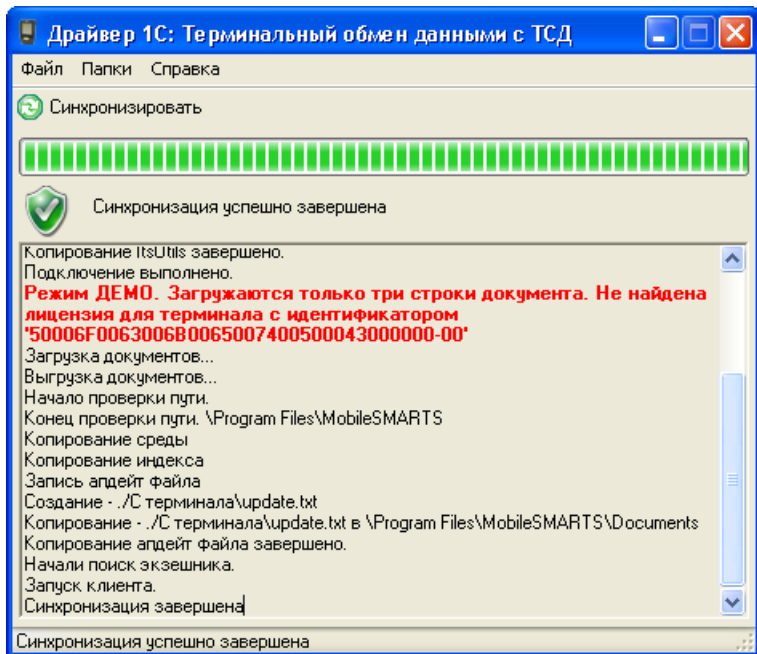 Драйвер 1С: Терминальный обмен данными с ТСД
Файл Папки Справка
Синхронизировать
Синхронизация успешно завершена
Копирование ItsUtils завершено.
Подключение выполнено.
Режим ДЕМО. Загружаются только три строки документа. Не найдена
лицензия для терминала с идентификатором
'50006F0063006B0065007400500043000000-00'
Загрузка документов...
Выгрузка документов...
Начало проверки пути.
Конец проверки пути. \Program Files\MobileSMARTS
Копирование среды
Копирование индекса
Запись апдейт файла
Создание - ./С терминала\update.txt
Копирование - ./С терминала\update.txt в \Program Files\MobileSMARTS\Documents
Копирование апдейт файла завершено.
Начали поиск экзешника.
Запуск клиента.
Синхронизация завершена
Синхронизация успешно завершена